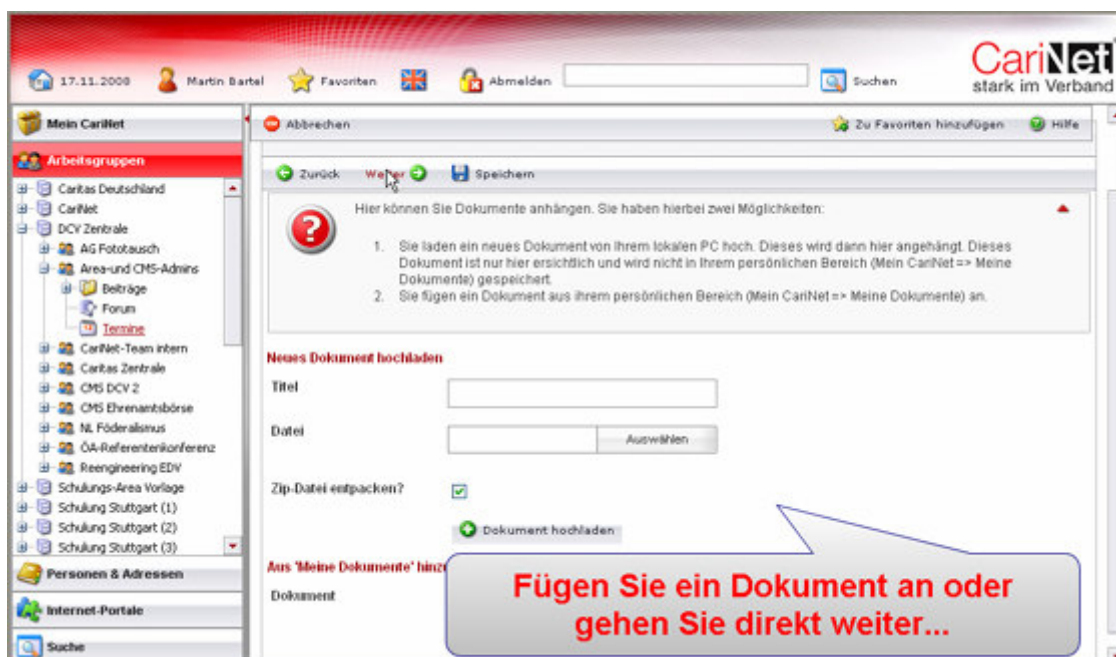 CariNet
stark im Verband
17.11.2008 Martin Bartel Favoriten Abmelden Suchen
Mein CariNet
Arbeitsgruppen
Caritas Deutschland
CariNet
DCV Zentrale
AG Fototausch
Area-und CMS-Admins
Beiträge
Forum
Termine
CariNet-Team intern
Caritas Zentrale
CMS DCV 2
CMS Ehrenamtsbörse
NL Föderalismus
ÖA-Referentenkonferenz
Reengineering EDV
Schulungs-Area Vorlage
Schulung Stuttgart (1)
Schulung Stuttgart (2)
Schulung Stuttgart (3)
Personen & Adressen
Internet-Portale
Suche
Abbrechen Zu Favoriten hinzufügen Hilfe
Zurück Weiter Speichern
Hier können Sie Dokumente anhängen. Sie haben hierbei zwei Möglichkeiten:
1. Sie laden ein neues Dokument von Ihrem lokalen PC hoch. Dieses wird dann hier angehängt. Dieses
Dokument ist nur hier ersichtlich und wird nicht in Ihrem persönlichen Bereich (Mein CariNet => Meine
Dokumente) gespeichert.
2. Sie fügen ein Dokument aus ihrem persönlichen Bereich (Mein CariNet => Meine Dokumente) an.
Neues Dokument hochladen
Titel
Datei Auswählen
Zip-Datei entpacken?
Dokument hochladen
Aus 'Meine Dokumente'
Dokument
Fügen Sie ein Dokument an oder
gehen Sie direkt weiter...